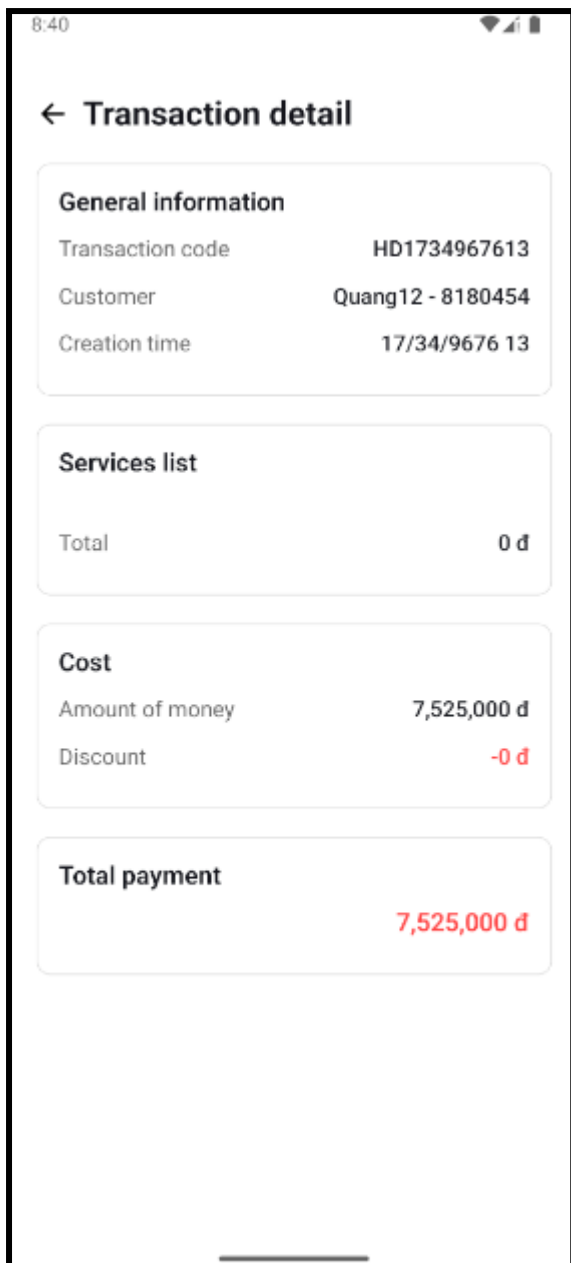 8:40
← Transaction detail
General information
Transaction code HD1734967613
Customer Quang12 - 8180454
Creation time 17/34/9676 13
Services list
Total 0 đ
Cost
Amount of money 7,525,000 đ
Discount -0 đ
Total payment
7,525,000 đ